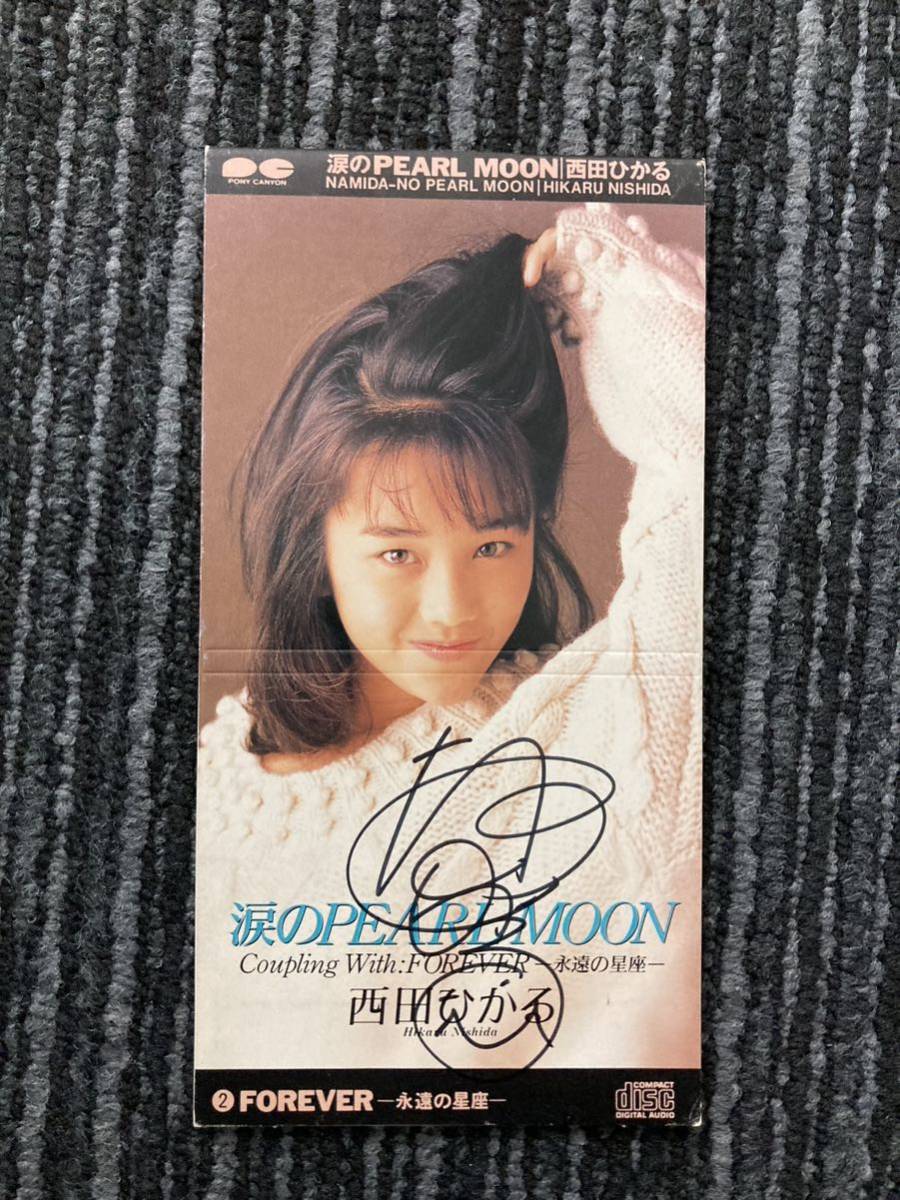 PONY CANYON
涙のPEARL MOON|西田ひかる
NAMIDA-NO PEARL MOON|HIKARU NISHIDA
涙のPEARL MOON
Coupling With:FOREVER—永遠の星座—
西田ひかる
Hikaru Nishida
② FOREVER—永遠の星座—
COMPACT
disc
DIGITAL AUDIO